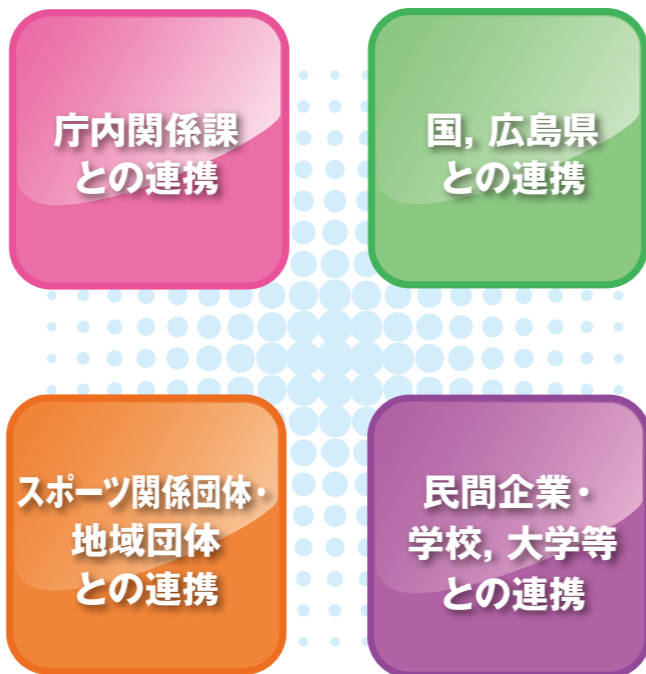 庁内関係課
との連携
国，広島県
との連携
スポーツ関係団体・
地域団体
との連携
民間企業・
学校，大学等
との連携